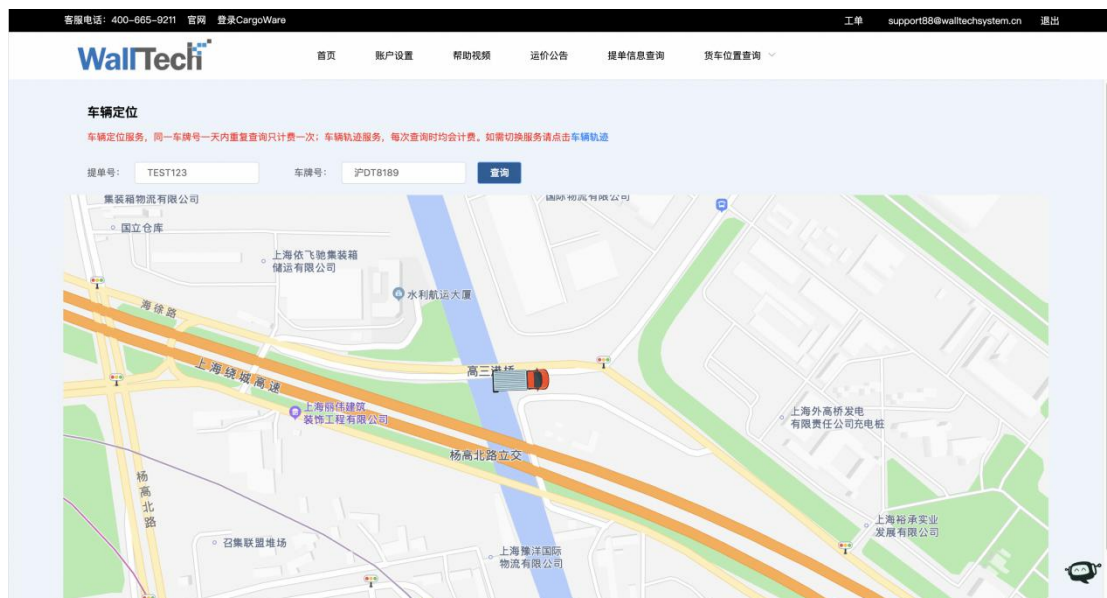 客服电话：400-665-9211 官网 登录CargoWare 工单 support88@walltechsystem.cn 退出
WallTech 首页 账户设置 帮助视频 运价公告 提单信息查询 货车位置查询
车辆定位
车辆定位服务，同一车牌号一天内重复查询只计费一次；车辆轨迹服务，每次查询时均会计费。如需切换服务请点击车辆轨迹
提单号： TEST123 车牌号： 沪DT8189 查询
集装箱物流有限公司
国际物流有限公司
国立仓库
上海依飞驰集装箱
储运有限公司
水利航运大厦
海徐路
上海绕城高速
高三港桥
上海丽伟建筑
装饰工程有限公司
上海外高桥发电
有限责任公司充电桩
杨高北路立交
杨高北路
上海裕承实业
发展有限公司
召集联盟堆场
上海豫洋国际
物流有限公司